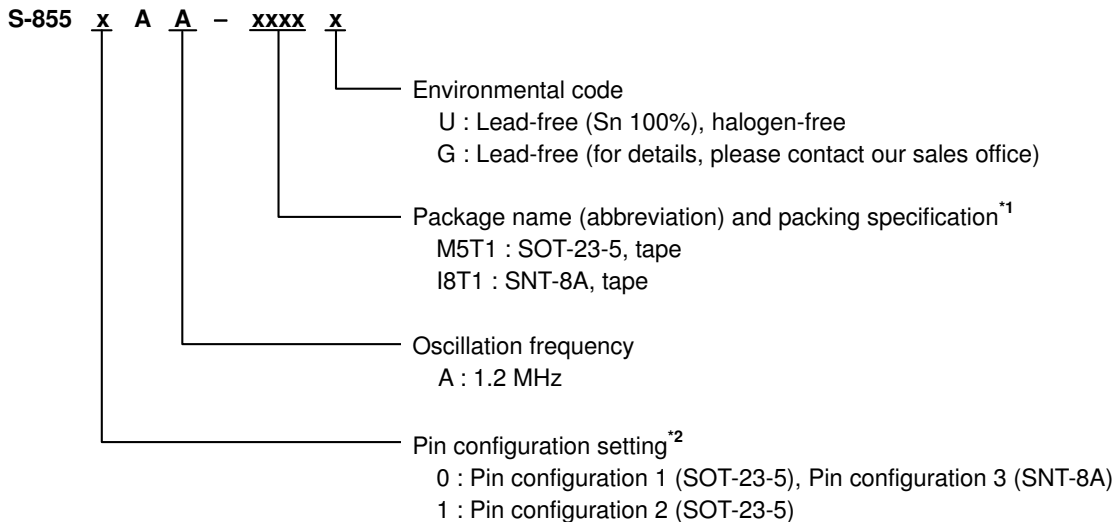 S-855 x A A – xxxx x
Environmental code
U : Lead-free (Sn 100%), halogen-free
G : Lead-free (for details, please contact our sales office)
Package name (abbreviation) and packing specification*1
M5T1 : SOT-23-5, tape
I8T1 : SNT-8A, tape
Oscillation frequency
A : 1.2 MHz
Pin configuration setting*2
0 : Pin configuration 1 (SOT-23-5), Pin configuration 3 (SNT-8A)
1 : Pin configuration 2 (SOT-23-5)